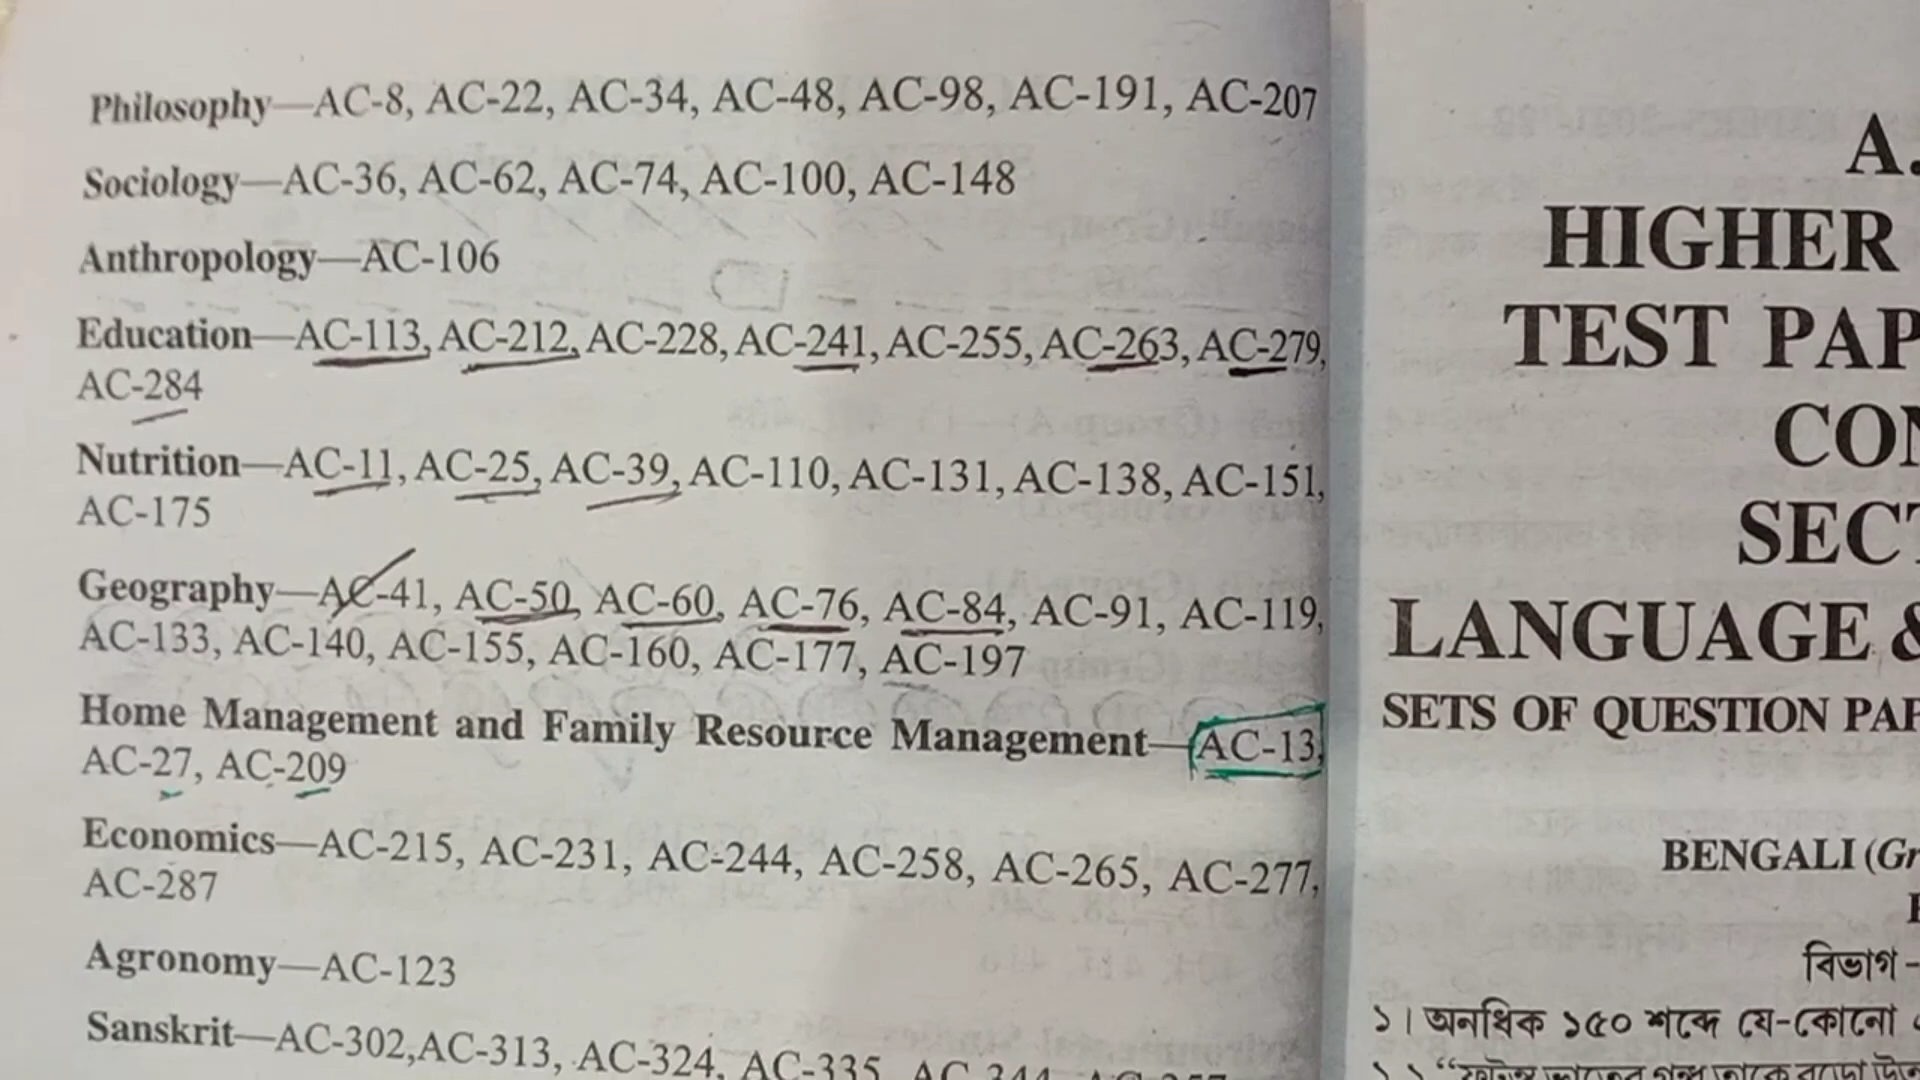 Philosophy—AC-8, AC-22, AC-34, AC-48, AC-98, AC-191, AC-207
Sociology—AC-36, AC-62, AC-74, AC-100, AC-148
Anthropology—AC-106
Education—AC-113, AC-212, AC-228, AC-241, AC-255, AC-263, AC-279,
AC-284
Nutrition—AC-11, AC-25, AC-39, AC-110, AC-131, AC-138, AC-151,
AC-175
Geography—AC-41, AC-50, AC-60, AC-76, AC-84, AC-91, AC-119,
AC-133, AC-140, AC-155, AC-160, AC-177, AC-197
Home Management and Family Resource Management—AC-13,
AC-27, AC-209
Economics—AC-215, AC-231, AC-244, AC-258, AC-265, AC-277,
AC-287
Agronomy—AC-123
Sanskrit—AC-302, AC-313, AC-324, AC-335, AC-344,
A.
HIGHER
TEST PAP
CON
SECT
LANGUAGE &
SETS OF QUESTION PAP
BENGALI (Gr
বিভাগ -
১। অনধিক ১৫০ শব্দে যে-কোনো